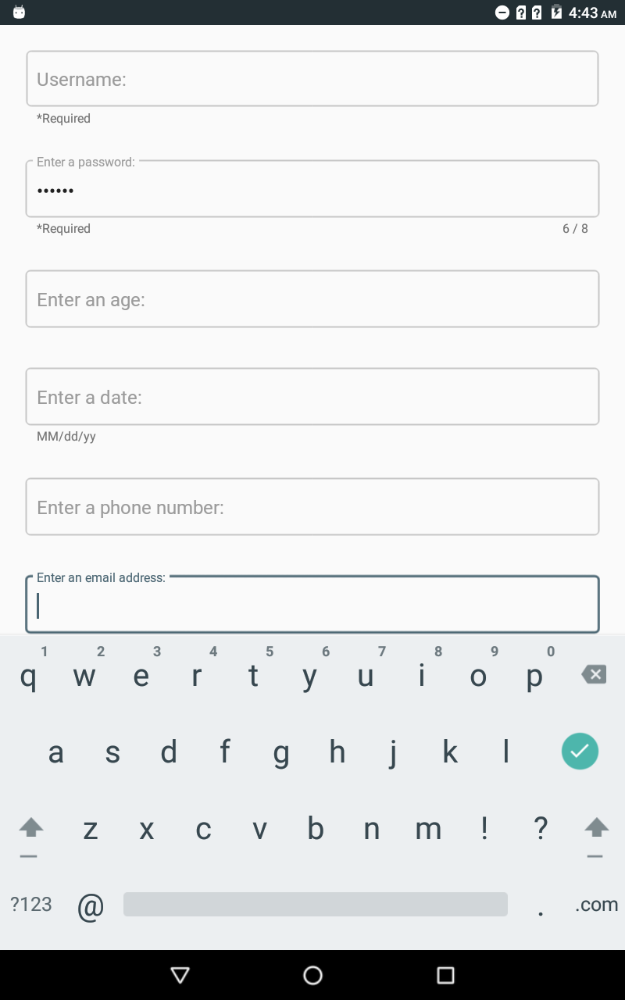 4:43 AM
Username:
*Required
Enter a password:
••••••
*Required
6 / 8
Enter an age:
Enter a date:
MM/dd/yy
Enter a phone number:
Enter an email address:
1 2 3 4 5 6 7 8 9 0
q w e r t y u i o p
a s d f g h j k l
z x c v b n m ! ?
?123 @ . .com